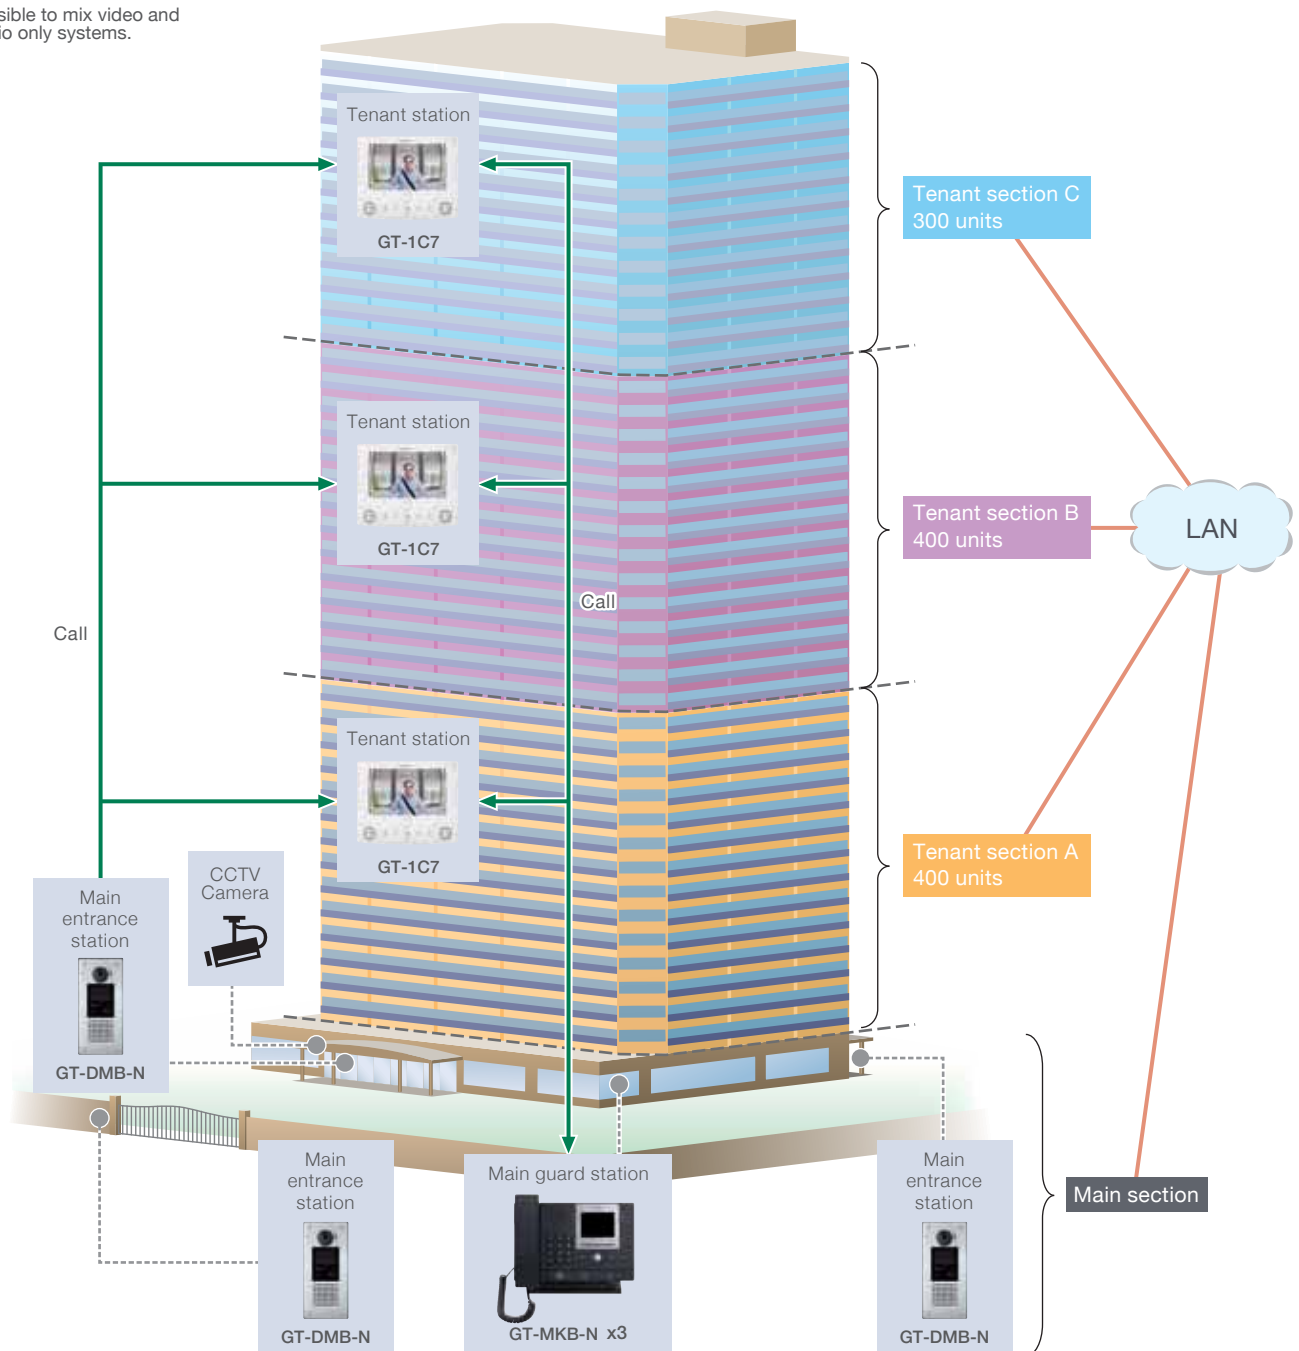 sible to mix video and
io only systems.
Tenant station
GT-1C7
Tenant section C
300 units
Tenant station
GT-1C7
Tenant section B
400 units
LAN
Call
Call
Tenant station
GT-1C7
Tenant section A
400 units
CCTV
Camera
Main
entrance
station
GT-DMB-N
Main
entrance
station
GT-DMB-N
Main guard station
GT-MKB-N x3
Main
entrance
station
GT-DMB-N
Main section